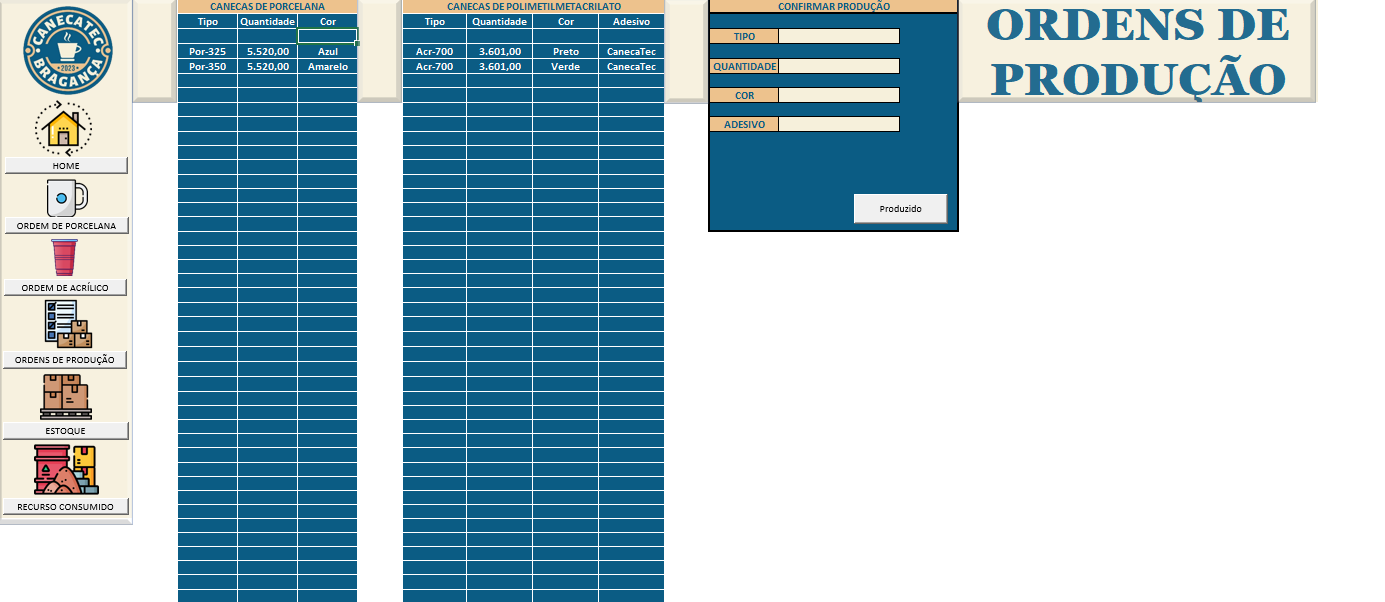 CANECATEC
•2023•
BRAGANÇA
HOME
ORDEM DE PORCELANA
ORDEM DE ACRÍLICO
ORDENS DE PRODUÇÃO
ESTOQUE
RECURSO CONSUMIDO
CANECAS DE PORCELANA
Tipo Quantidade Cor
Por-325 5.520,00 Azul
Por-350 5.520,00 Amarelo
CANECAS DE POLIMETILMETACRILATO
Tipo Quantidade Cor Adesivo
Acr-700 3.601,00 Preto CanecaTec
Acr-700 3.601,00 Verde CanecaTec
CONFIRMAR PRODUÇÃO
TIPO
QUANTIDADE
COR
ADESIVO
Produzido
ORDENS DE
PRODUÇÃO